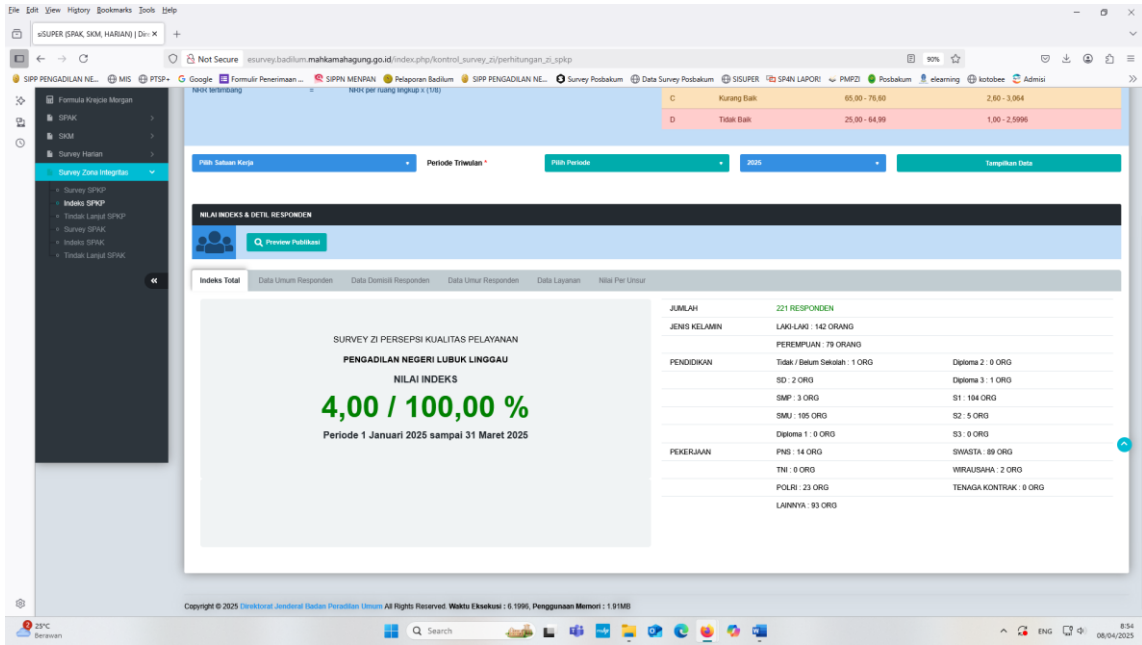 File Edit View History Bookmarks Tools Help
siSUPER (SPAK, SKM, HARIAN) | Dire
Not Secure esurvey.badilum.mahkamahagung.go.id/index.php/kontrol_survey_zi/perhitungan_zi_spkp 90%
SIPP PENGADILAN NE... MIS PTSP+ Google Formulir Penerimaan ... SIPPN MENPAN Pelaporan Badilum SIPP PENGADILAN NE... Survey Posbakum Data Survey Posbakum SISUPER SP4N LAPOR! PMPZI Posbakum elearning kotobee Admisi
Formula Krejcie Morgan
SPAK
SKM
Survey Harian
Survey Zona Integritas
Survey SPKP
Indeks SPKP
Tindak Lanjut SPKP
Survey SPAK
Indeks SPAK
Tindak Lanjut SPAK
NRR tertimbang = NRR per ruang lingkup x (1/8)
C Kurang Baik 65,00 - 76,60 2,60 - 3,064
D Tidak Baik 25,00 - 64,99 1,00 - 2,5996
Pilih Satuan Kerja Periode Triwulan * Pilih Periode 2025 Tampilkan Data
NILAI INDEKS & DETIL RESPONDEN
Preview Publikasi
Indeks Total Data Umum Responden Data Domisili Responden Data Umur Responden Data Layanan Nilai Per Unsur
SURVEY ZI PERSEPSI KUALITAS PELAYANAN
PENGADILAN NEGERI LUBUK LINGGAU
NILAI INDEKS
4,00 / 100,00 %
Periode 1 Januari 2025 sampai 31 Maret 2025
JUMLAH 221 RESPONDEN
JENIS KELAMIN LAKI-LAKI : 142 ORANG
PEREMPUAN : 79 ORANG
PENDIDIKAN Tidak / Belum Sekolah : 1 ORG Diploma 2 : 0 ORG
SD : 2 ORG Diploma 3 : 1 ORG
SMP : 3 ORG S1 : 104 ORG
SMU : 105 ORG S2 : 5 ORG
Diploma 1 : 0 ORG S3 : 0 ORG
PEKERJAAN PNS : 14 ORG SWASTA : 89 ORG
TNI : 0 ORG WIRAUSAHA : 2 ORG
POLRI : 23 ORG TENAGA KONTRAK : 0 ORG
LAINNYA : 93 ORG
Copyright © 2025 Direktorat Jenderal Badan Peradilan Umum All Rights Reserved. Waktu Eksekusi : 6.1996, Penggunaan Memori : 1.91MB
2 25°C
Berawan
Search
ENG
8:54
08/04/2025